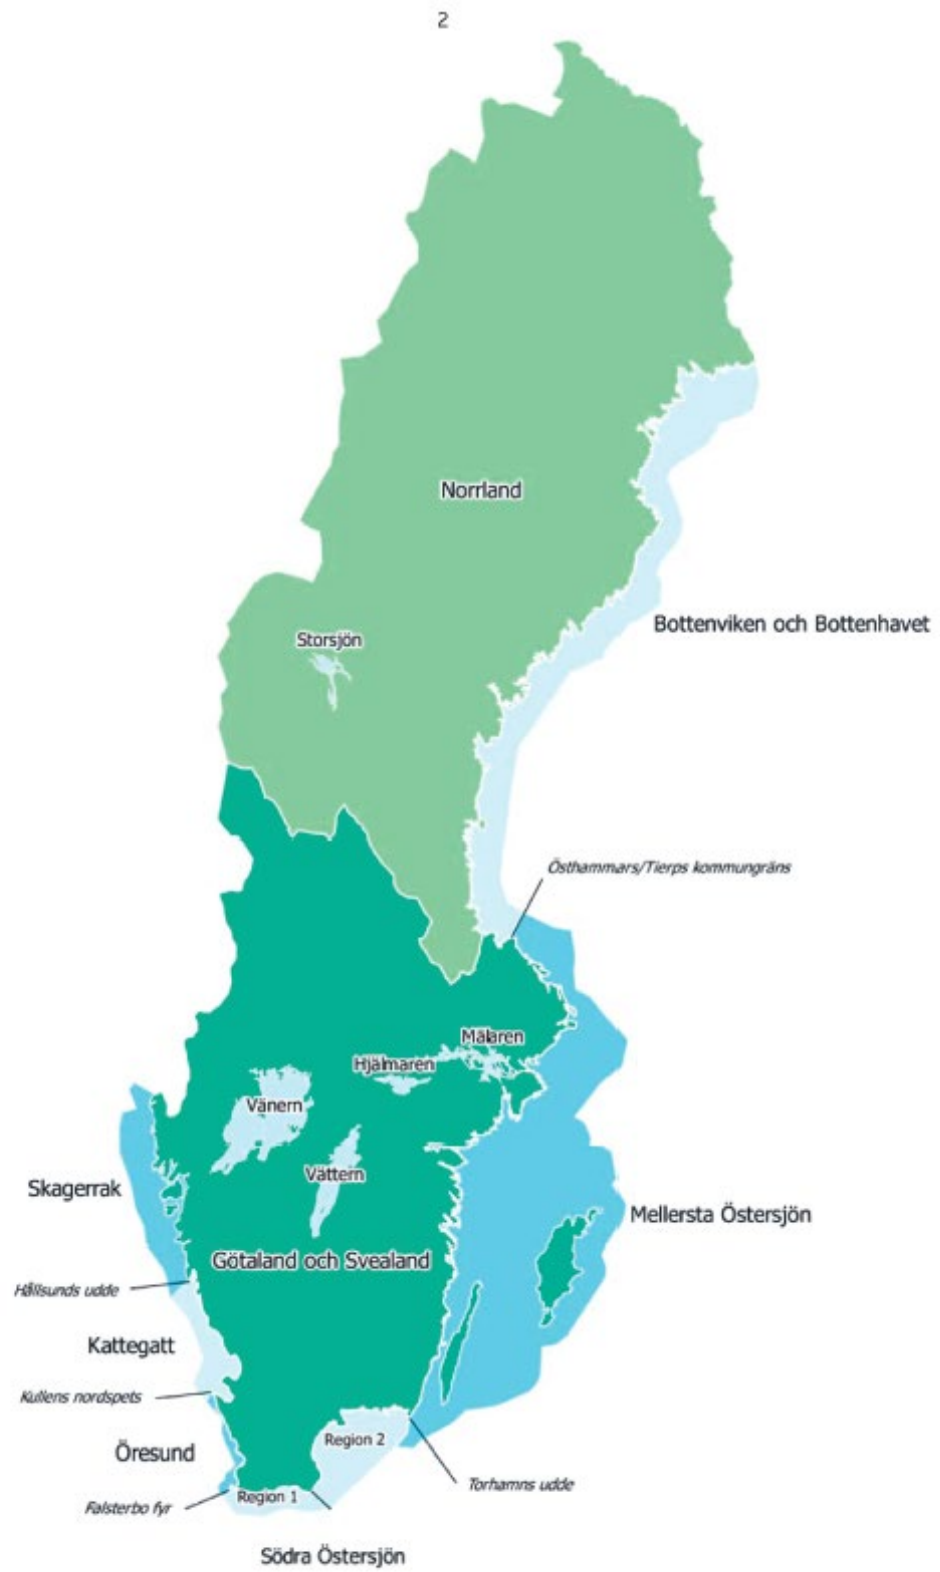 2
Norrland
Bottenviken och Bottenhavet
Storsjön
Östhammars/Tierps kommungräns
Mälaren
Hjälmaren
Vänern
Vättern
Skagerrak
Mellersta Östersjön
Götaland och Svealand
Hållsunds udde
Kattegatt
Kullens nordspets
Region 2
Öresund
Torhamns udde
Region 1
Falsterbo fyr
Södra Östersjön